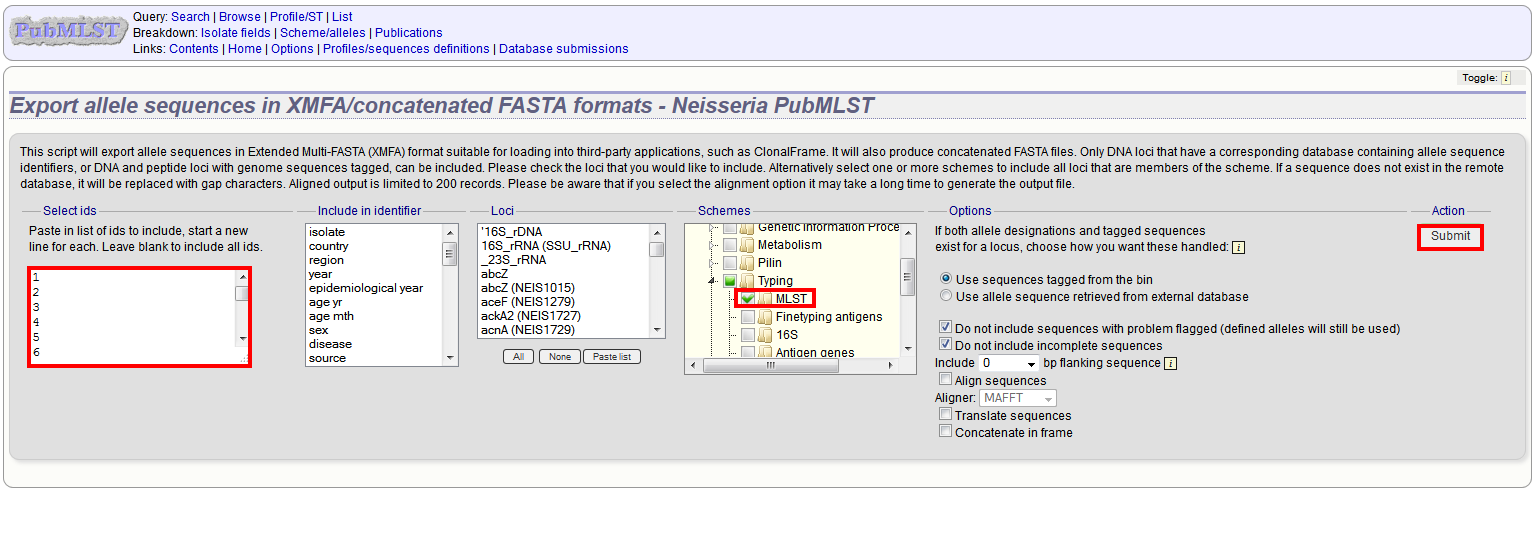 PubMLST
Query: Search | Browse | Profile/ST | List
Breakdown: Isolate fields | Scheme/alleles | Publications
Links: Contents | Home | Options | Profiles/sequences definitions | Database submissions
Toggle: i
Export allele sequences in XMFA/concatenated FASTA formats - Neisseria PubMLST
This script will export allele sequences in Extended Multi-FASTA (XMFA) format suitable for loading into third-party applications, such as ClonalFrame. It will also produce concatenated FASTA files. Only DNA loci that have a corresponding database containing allele sequence
identifiers, or DNA and peptide loci with genome sequences tagged, can be included. Please check the loci that you would like to include. Alternatively select one or more schemes to include all loci that are members of the scheme. If a sequence does not exist in the remote
database, it will be replaced with gap characters. Aligned output is limited to 200 records. Please be aware that if you select the alignment option it may take a long time to generate the output file.
Select ids
Paste in list of ids to include, start a new
line for each. Leave blank to include all ids.
1
2
3
4
5
6
Include in identifier
isolate
country
region
year
epidemiological year
age yr
age mth
sex
disease
source
Loci
'16S_rDNA
16S_rRNA (SSU_rRNA)
_23S_rRNA
abcZ
abcZ (NEIS1015)
aceF (NEIS1279)
ackA2 (NEIS1727)
acnA (NEIS1729)
All None Paste list
Schemes
Genetic Information Proce
Metabolism
Pilin
Typing
MLST
Finetyping antigens
16S
Antigen genes
Options
If both allele designations and tagged sequences
exist for a locus, choose how you want these handled: i
Use sequences tagged from the bin
Use allele sequence retrieved from external database
Do not include sequences with problem flagged (defined alleles will still be used)
Do not include incomplete sequences
Include 0 bp flanking sequence i
Align sequences
Aligner: MAFFT
Translate sequences
Concatenate in frame
Action
Submit